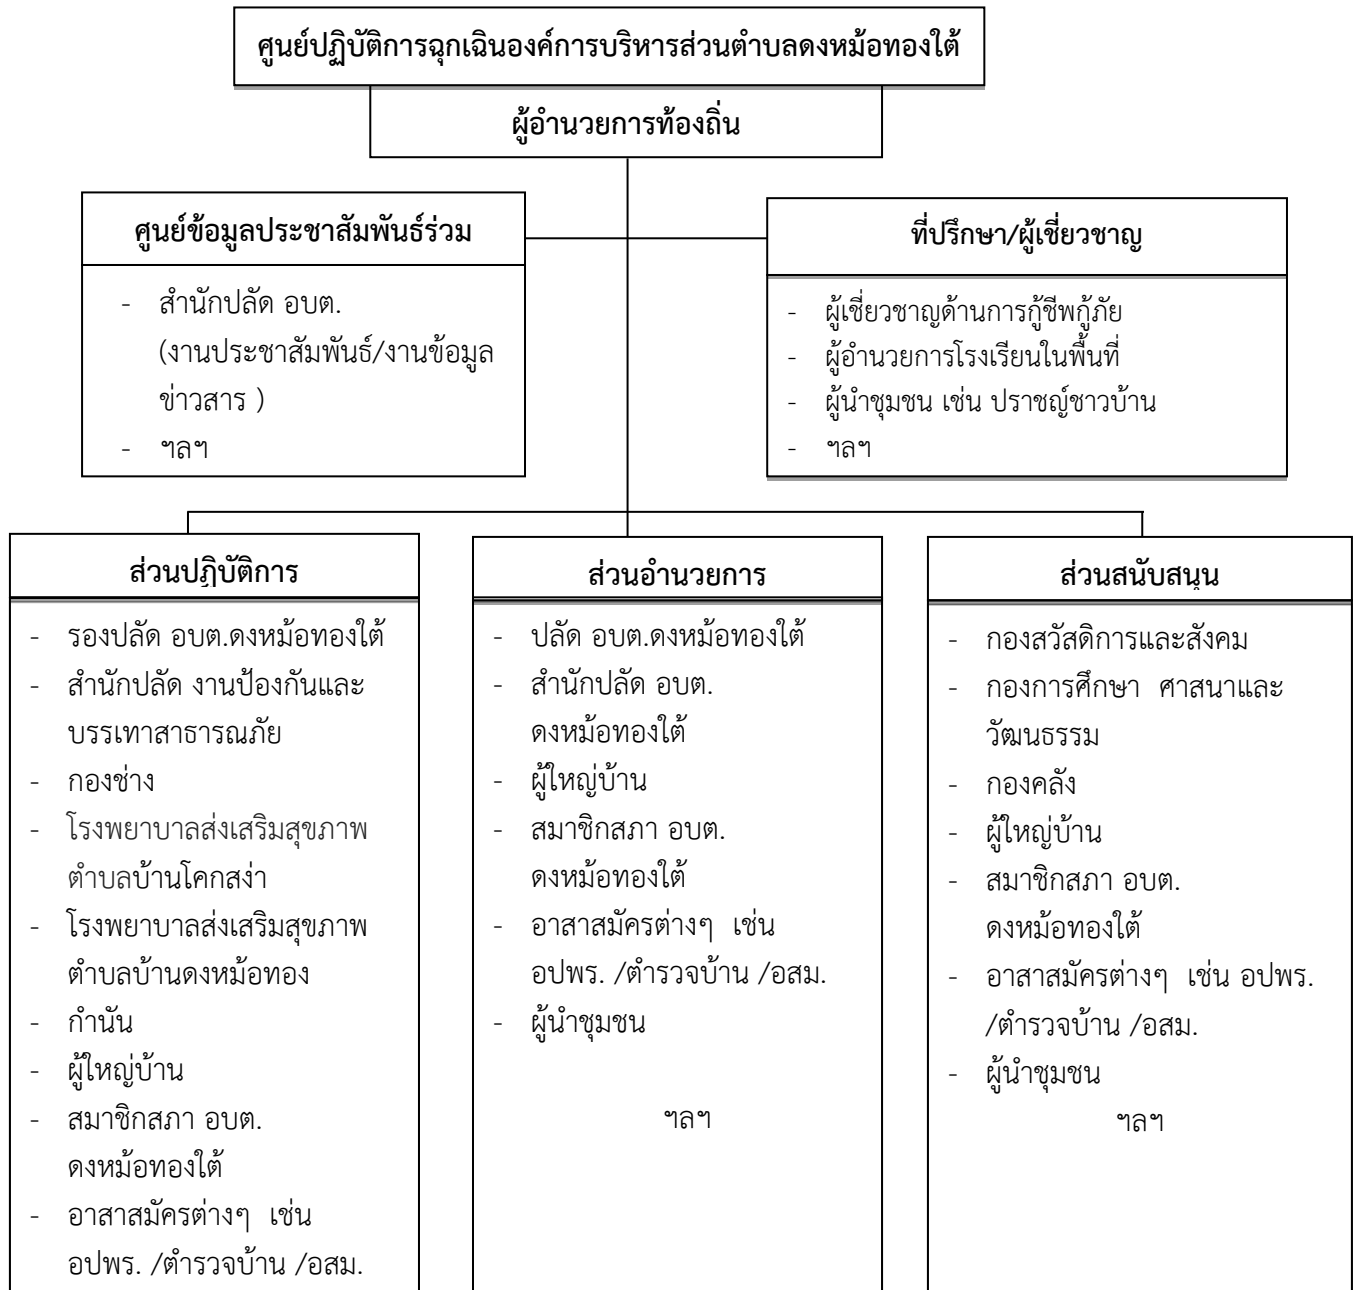 ศูนย์ปฏิบัติการฉุกเฉินองค์การบริหารส่วนตำบลดงหม้อทองใต้
ผู้อำนวยการท้องถิ่น
ศูนย์ข้อมูลประชาสัมพันธ์ร่วม
- สำนักปลัด อบต.
(งานประชาสัมพันธ์/งานข้อมูล
ข่าวสาร )
- ฯลฯ
ที่ปรึกษา/ผู้เชี่ยวชาญ
- ผู้เชี่ยวชาญด้านการกู้ชีพกู้ภัย
- ผู้อำนวยการโรงเรียนในพื้นที่
- ผู้นำชุมชน เช่น ปราชญ์ชาวบ้าน
- ฯลฯ
ส่วนปฏิบัติการ
- รองปลัด อบต.ดงหม้อทองใต้
- สำนักปลัด งานป้องกันและ
บรรเทาสาธารณภัย
- กองช่าง
- โรงพยาบาลส่งเสริมสุขภาพ
ตำบลบ้านโคกสง่า
- โรงพยาบาลส่งเสริมสุขภาพ
ตำบลบ้านดงหม้อทอง
- กำนัน
- ผู้ใหญ่บ้าน
- สมาชิกสภา อบต.
ดงหม้อทองใต้
- อาสาสมัครต่างๆ เช่น
อปพร. /ตำรวจบ้าน /อสม.
ส่วนอำนวยการ
- ปลัด อบต.ดงหม้อทองใต้
- สำนักปลัด อบต.
ดงหม้อทองใต้
- ผู้ใหญ่บ้าน
- สมาชิกสภา อบต.
ดงหม้อทองใต้
- อาสาสมัครต่างๆ เช่น
อปพร. /ตำรวจบ้าน /อสม.
- ผู้นำชุมชน
ฯลฯ
ส่วนสนับสนุน
- กองสวัสดิการและสังคม
- กองการศึกษา ศาสนาและ
วัฒนธรรม
- กองคลัง
- ผู้ใหญ่บ้าน
- สมาชิกสภา อบต.
ดงหม้อทองใต้
- อาสาสมัครต่างๆ เช่น อปพร.
/ตำรวจบ้าน /อสม.
- ผู้นำชุมชน
ฯลฯ